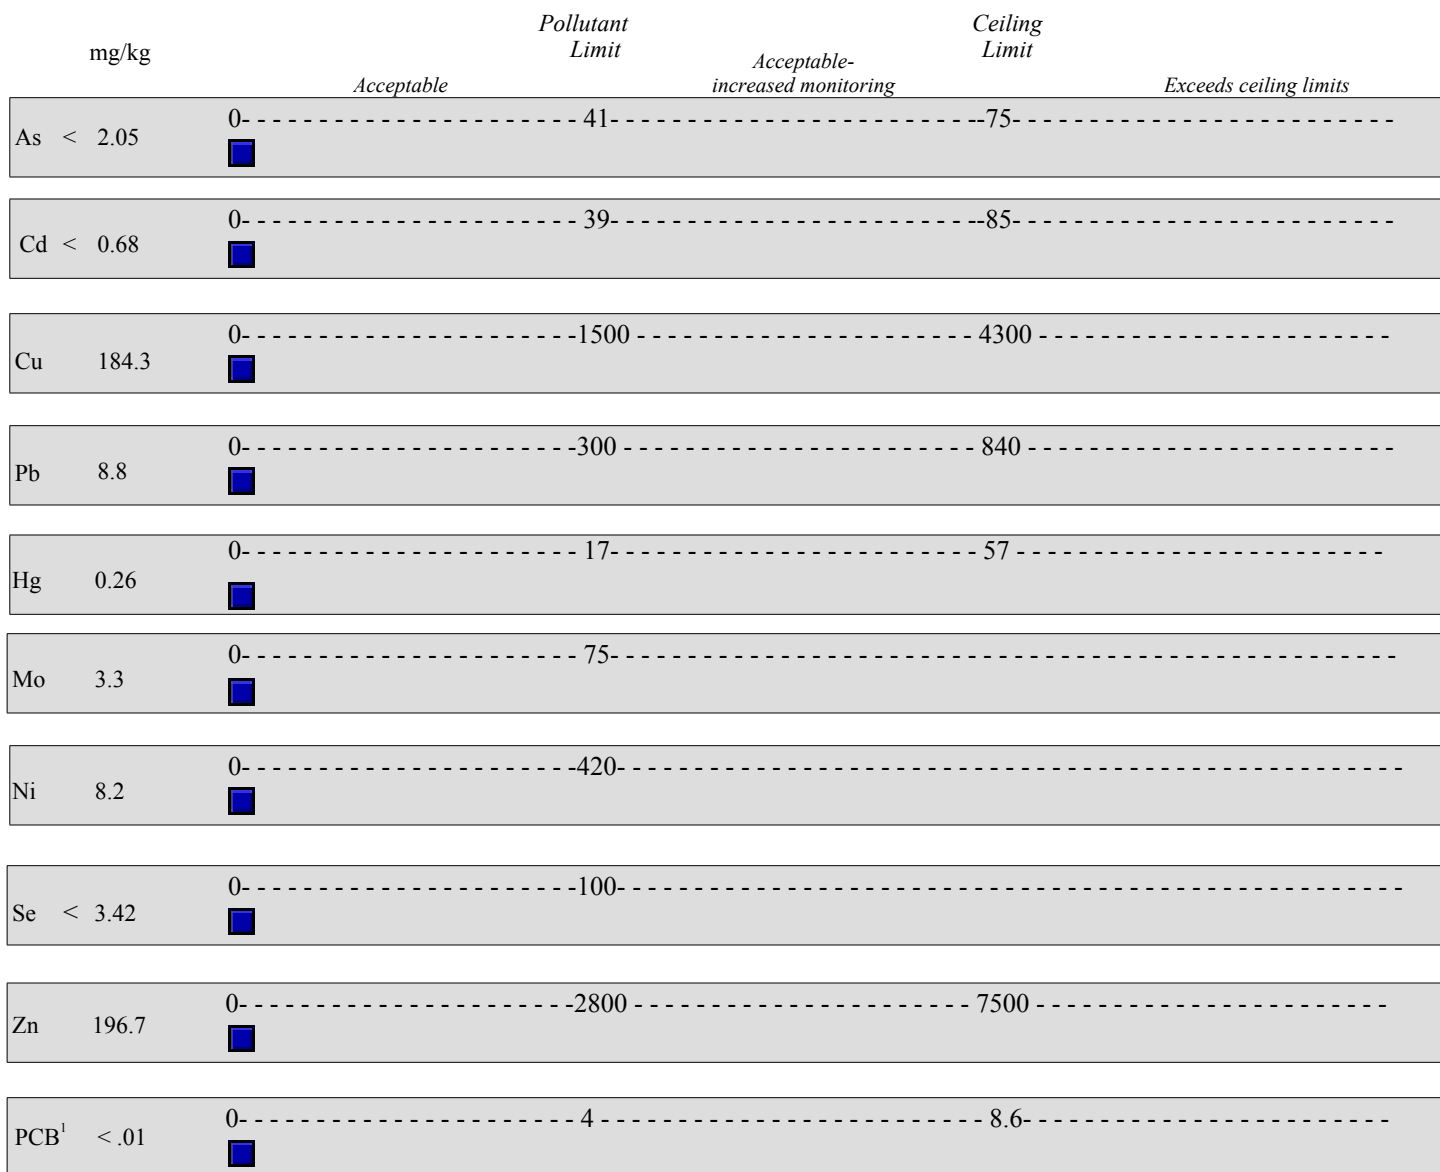 Pollutant Ceiling
mg/kg Limit Acceptable- Limit
Acceptable increased monitoring Exceeds ceiling limits
0- - - - - - - - - - - - - - - - - - - - - - 41- - - - - - - - - - - - - - - - - - - - - - - --75- - - - - - - - - - - - - - - - - - - - - - - - -
As < 2.05
0- - - - - - - - - - - - - - - - - - - - - - 39- - - - - - - - - - - - - - - - - - - - - - - --85- - - - - - - - - - - - - - - - - - - - - - - - -
Cd < 0.68
0- - - - - - - - - - - - - - - - - - - - - -1500 - - - - - - - - - - - - - - - - - - - - - - 4300 - - - - - - - - - - - - - - - - - - - - - - -
Cu 184.3
0- - - - - - - - - - - - - - - - - - - - - -300 - - - - - - - - - - - - - - - - - - - - - - - 840 - - - - - - - - - - - - - - - - - - - - - - - -
Pb 8.8
0- - - - - - - - - - - - - - - - - - - - - - 17- - - - - - - - - - - - - - - - - - - - - - - - 57 - - - - - - - - - - - - - - - - - - - - - - - -
Hg 0.26
0- - - - - - - - - - - - - - - - - - - - - - 75- - - - - - - - - - - - - - - - - - - - - - - - - - - - - - - - - - - - - - - - - - - - - - - - - - -
Mo 3.3
0- - - - - - - - - - - - - - - - - - - - - -420- - - - - - - - - - - - - - - - - - - - - - - - - - - - - - - - - - - - - - - - - - - - - - - - - - -
Ni 8.2
0- - - - - - - - - - - - - - - - - - - - - -100- - - - - - - - - - - - - - - - - - - - - - - - - - - - - - - - - - - - - - - - - - - - - - - - - - -
Se < 3.42
0- - - - - - - - - - - - - - - - - - - - - -2800 - - - - - - - - - - - - - - - - - - - - - - 7500 - - - - - - - - - - - - - - - - - - - - - - -
Zn 196.7
0- - - - - - - - - - - - - - - - - - - - - - 4 - - - - - - - - - - - - - - - - - - - - - - - - - 8.6- - - - - - - - - - - - - - - - - - - - - - - -
PCB¹ < .01